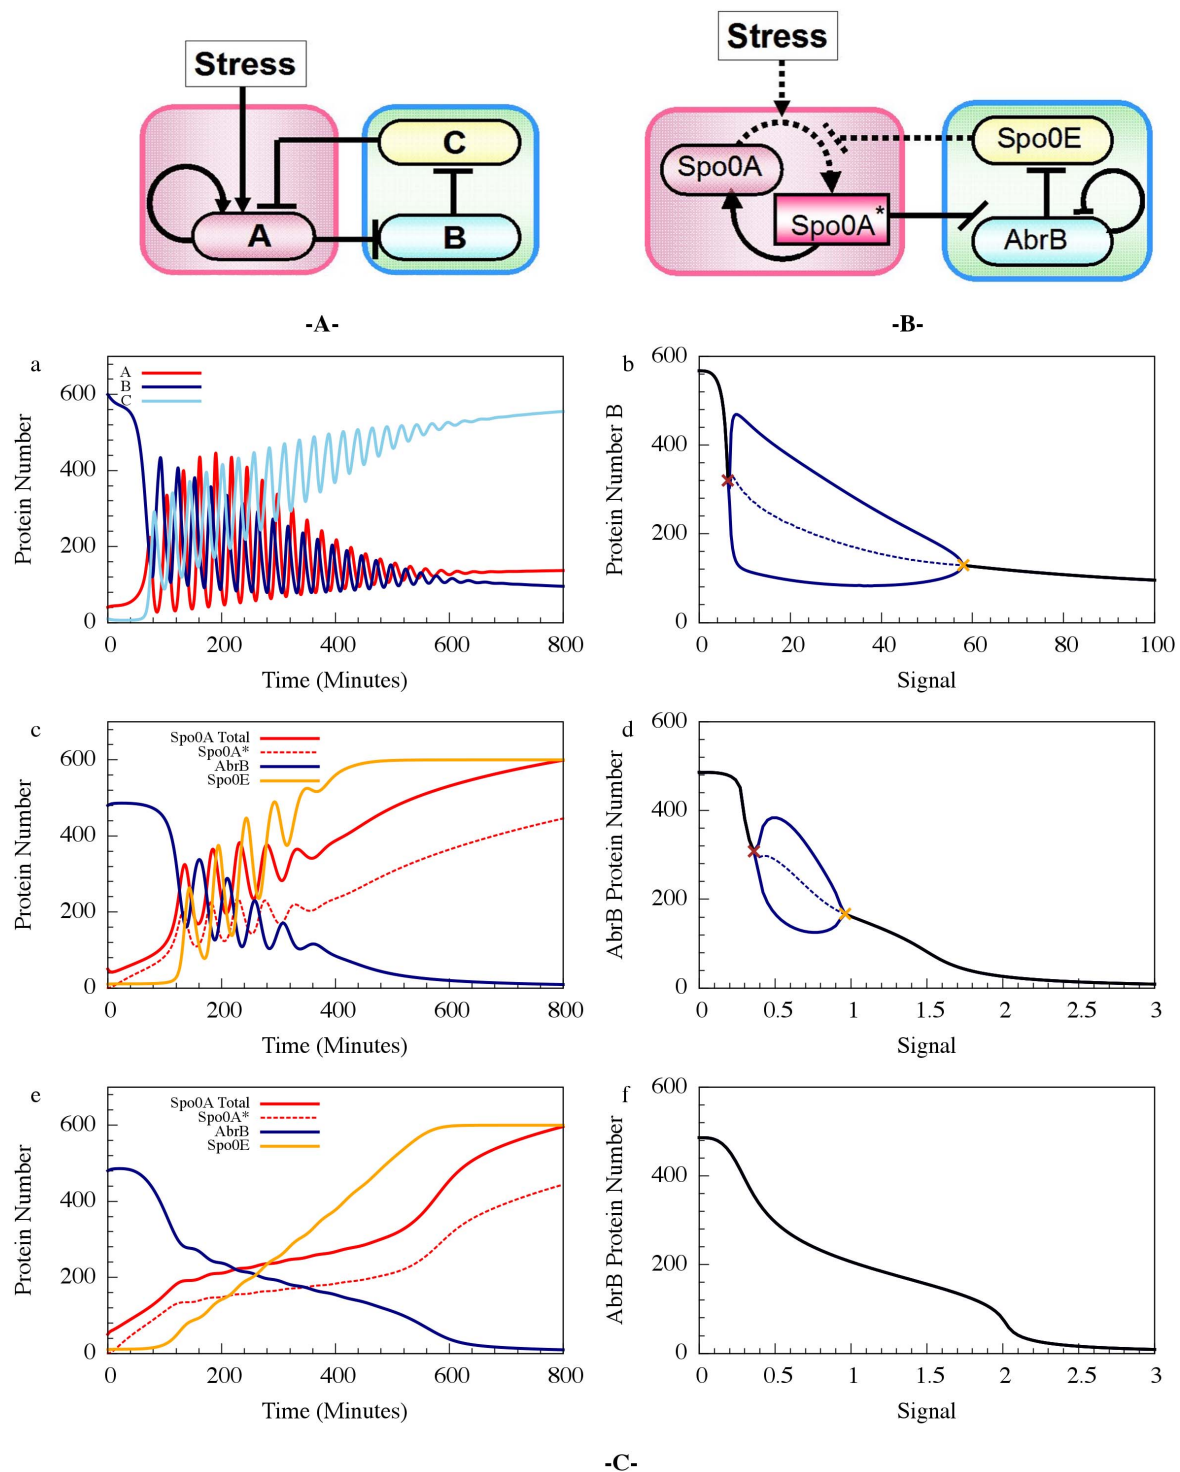 Stress
C
A
B
-A-
Stress
Spo0A
Spo0A*
Spo0E
AbrB
-B-
a
A
B
C
Protein Number
600
400
200
0
0 200 400 600 800
Time (Minutes)
b
Protein Number B
600
400
200
0
0 20 40 60 80 100
Signal
c
Spo0A Total
Spo0A*
AbrB
Spo0E
Protein Number
600
400
200
0
0 200 400 600 800
Time (Minutes)
d
AbrB Protein Number
600
400
200
0
0 0.5 1 1.5 2 2.5 3
Signal
e
Spo0A Total
Spo0A*
AbrB
Spo0E
Protein Number
600
400
200
0
0 200 400 600 800
Time (Minutes)
f
AbrB Protein Number
600
400
200
0
0 0.5 1 1.5 2 2.5 3
Signal
-C-